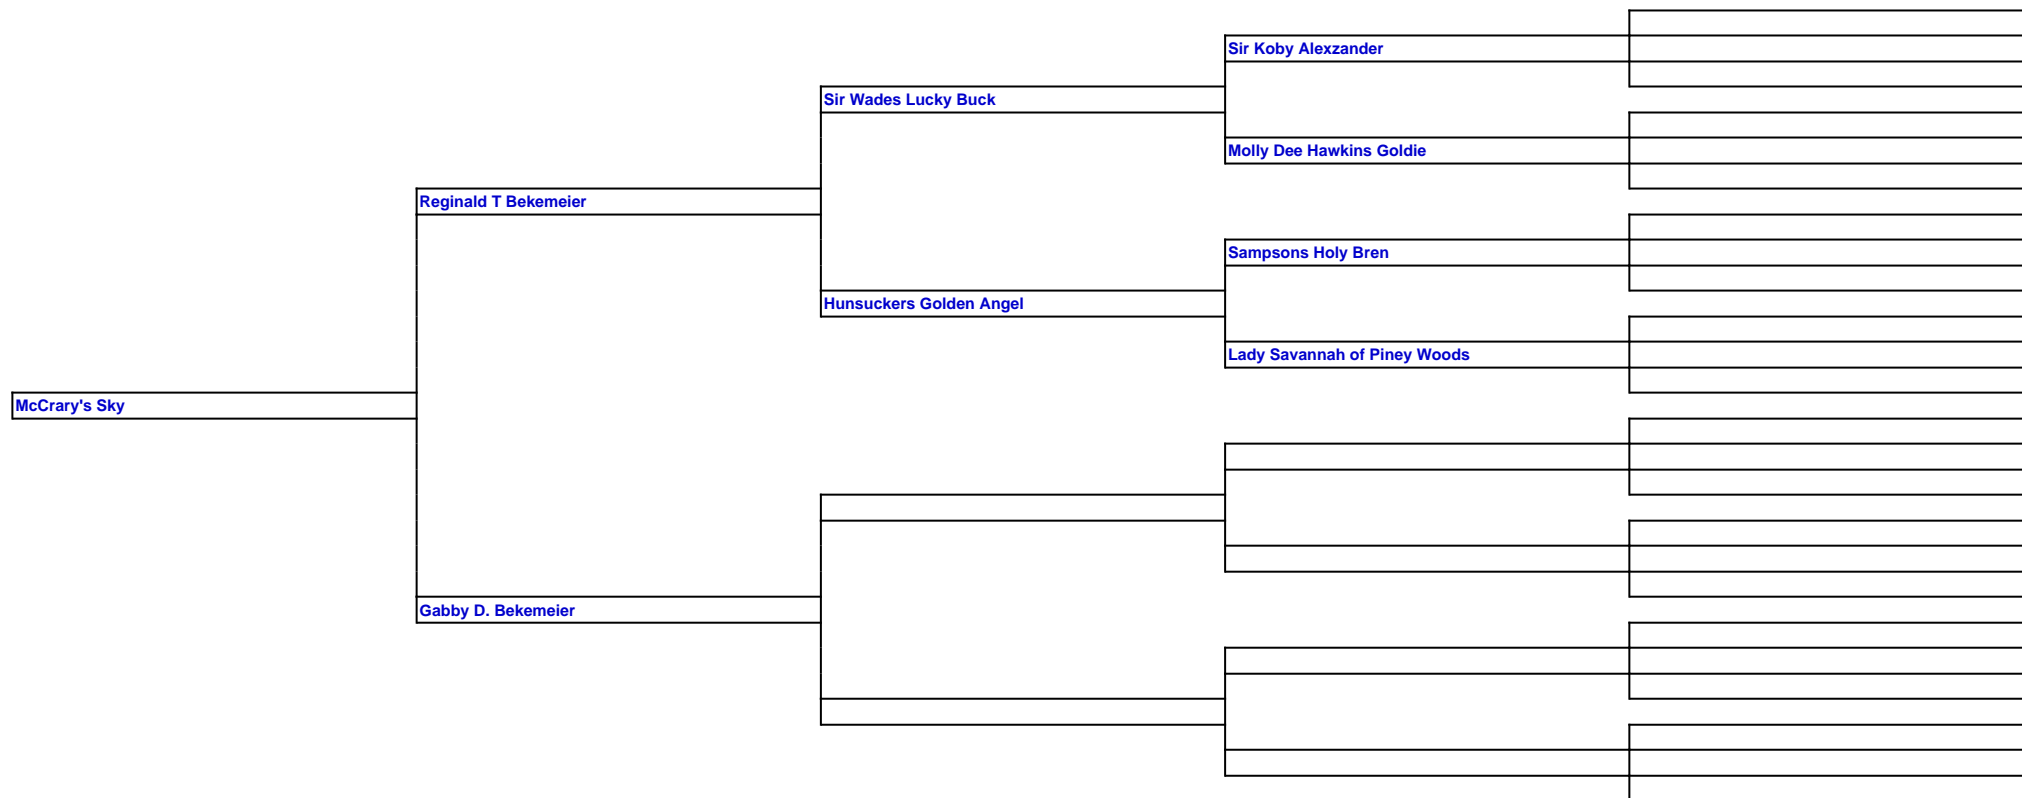 Sir Koby Alexzander
Sir Wades Lucky Buck
Molly Dee Hawkins Goldie
Reginald T Bekemeier
Sampsons Holy Bren
Hunsuckers Golden Angel
Lady Savannah of Piney Woods
McCrary's Sky
Gabby D. Bekemeier